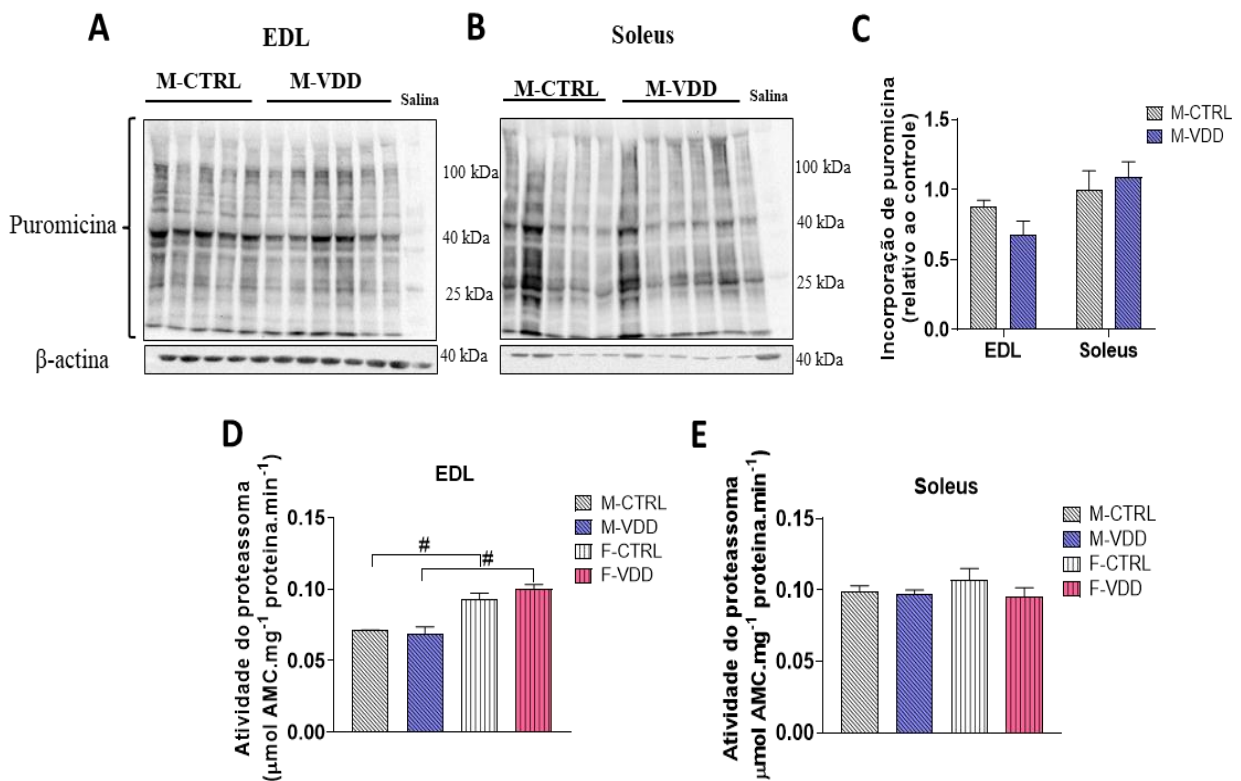 A
EDL
M-CTRL
M-VDD
Salina
Puromicina
100 kDa
40 kDa
25 kDa
β-actina
40 kDa
B
Soleus
M-CTRL
M-VDD
Salina
100 kDa
40 kDa
25 kDa
40 kDa
C
Incorporação de puromicina
(relativo ao controle)
1.5
1.0
0.5
0.0
EDL
Soleus
M-CTRL
M-VDD
D
EDL
Atividade do proteassoma
(μmol AMC.mg⁻¹ proteina.min⁻¹)
0.15
0.10
0.05
0.00
#
#
M-CTRL
M-VDD
F-CTRL
F-VDD
E
Soleus
Atividade do proteassoma
μmol AMC.mg⁻¹ proteina.min⁻¹)
0.15
0.10
0.05
0.00
M-CTRL
M-VDD
F-CTRL
F-VDD